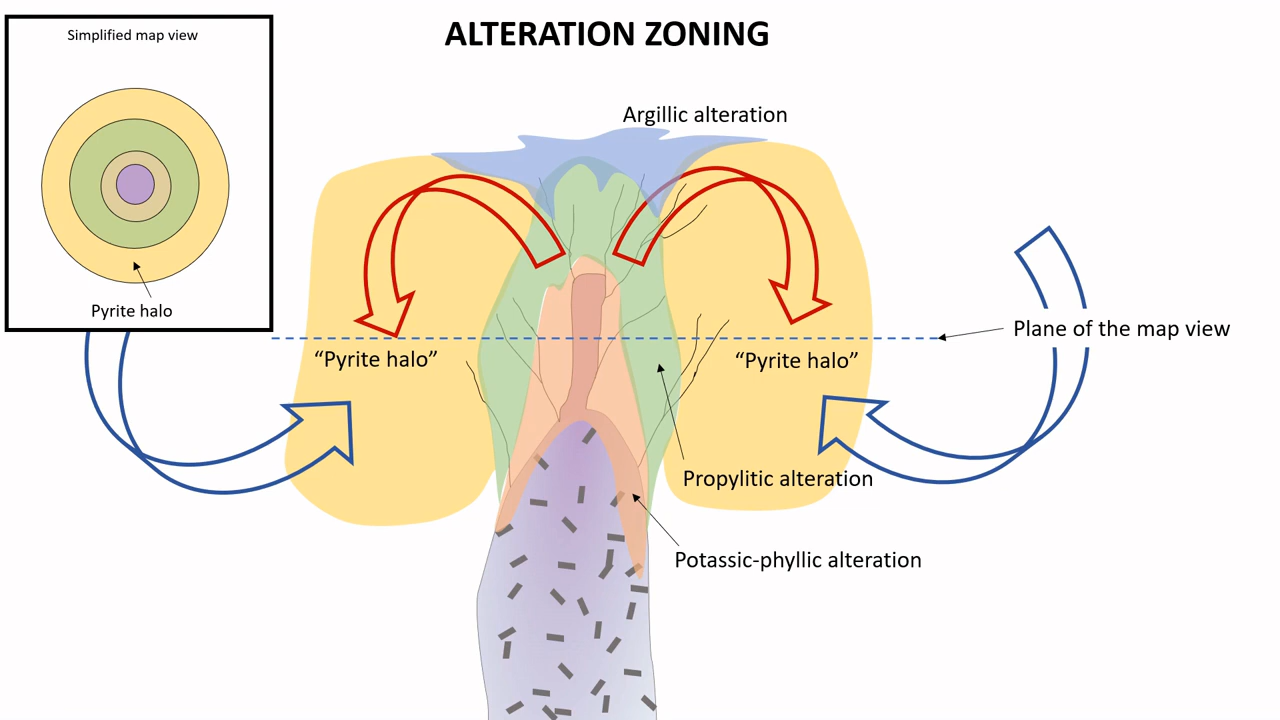 ALTERATION ZONING
Simplified map view
Pyrite halo
Argillic alteration
Plane of the map view
“Pyrite halo”
“Pyrite halo”
Propylitic alteration
Potassic-phyllic alteration